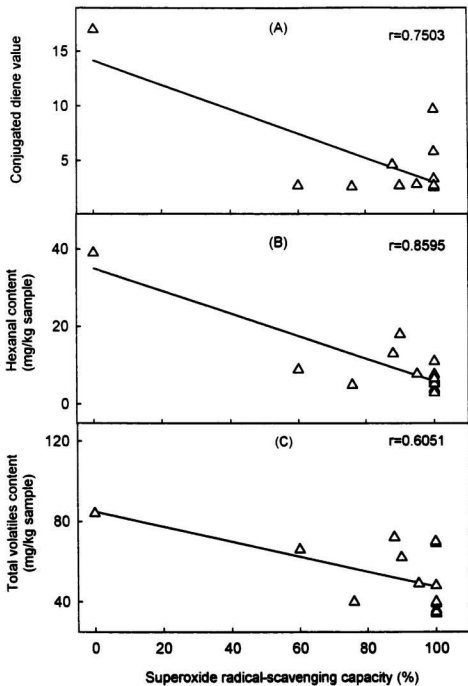 (A)
r=0.7503
15
10
5
Conjugated diene value
(B)
r=0.8595
40
20
0
Hexanal content
(mg/kg sample)
(C)
r=0.6051
120
80
40
Total volatiles content
(mg/kg sample)
0 20 40 60 80 100
Superoxide radical-scavenging capacity (%)